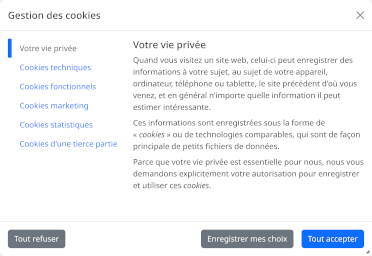 Gestion des cookies
Votre vie privée
Cookies techniques
Cookies fonctionnels
Cookies marketing
Cookies statistiques
Cookies d'une tierce partie
Votre vie privée
Quand vous visitez un site web, celui-ci peut enregistrer des
informations à votre sujet, au sujet de votre appareil,
ordinateur, téléphone ou tablette, le site précédent d'où vous
venez, et en général n'importe quelle information il peut
estimer intéressante.
Ces informations sont enregistrées sous la forme de
« cookies » ou de technologies comparables, qui sont de façon
principale de petits fichiers de données.
Parce que votre vie privée est essentielle pour nous, nous vous
demandons explicitement votre autorisation pour enregistrer
et utiliser ces cookies.
Tout refuser
Enregistrer mes choix
Tout accepter